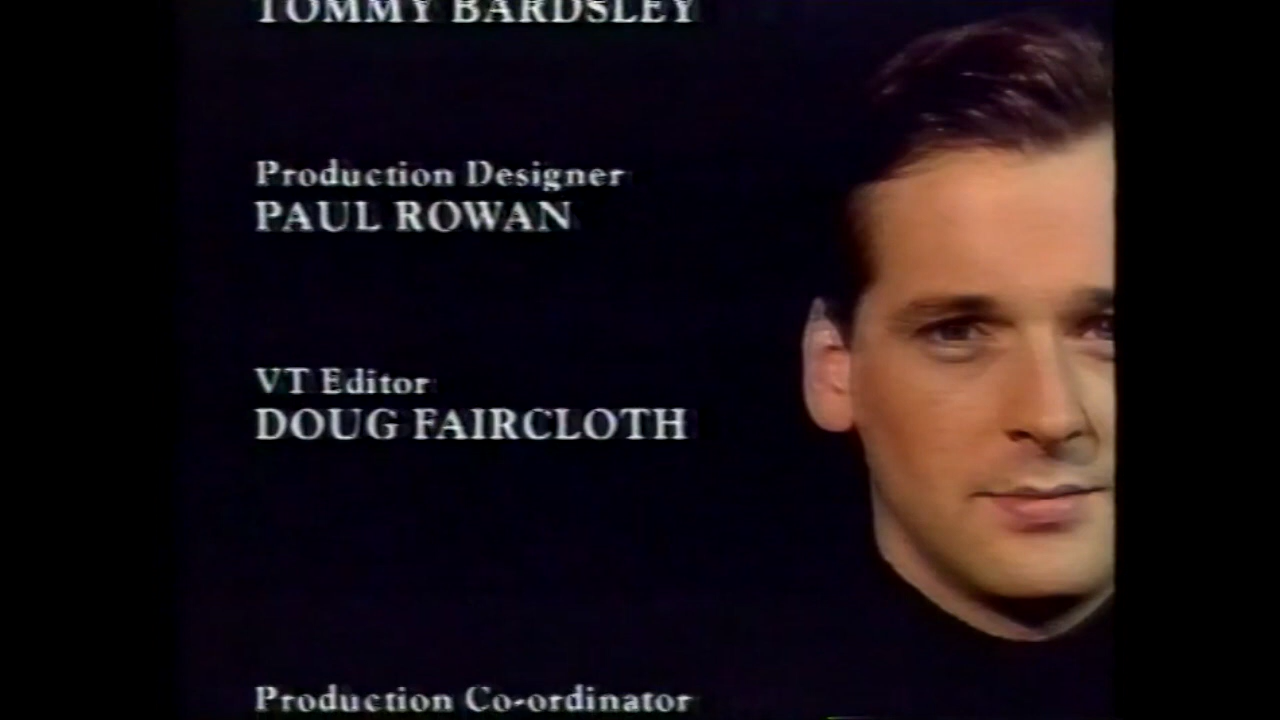 TOMMY BARDSLEY
Production Designer
PAUL ROWAN
VT Editor
DOUG FAIRCLOTH
Production Co-ordinator